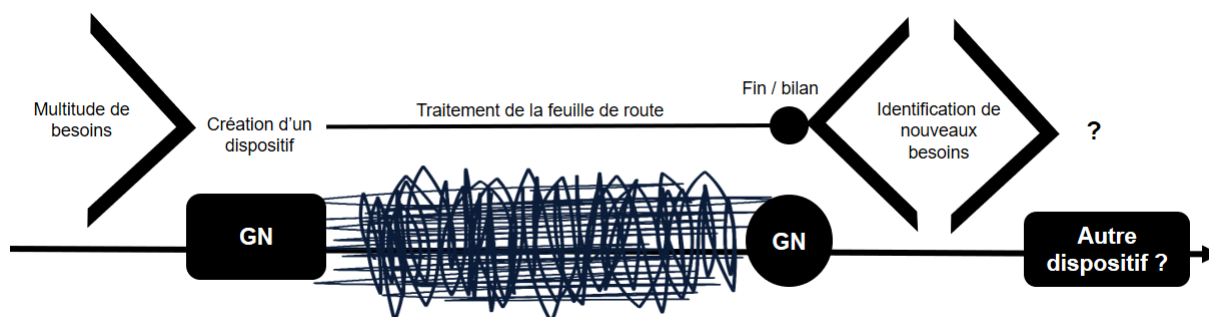 Multitude de
besoins
Création d’un
dispositif
Traitement de la feuille de route
Fin / bilan
Identification de
nouveaux
besoins
?
GN
GN
Autre
dispositif ?